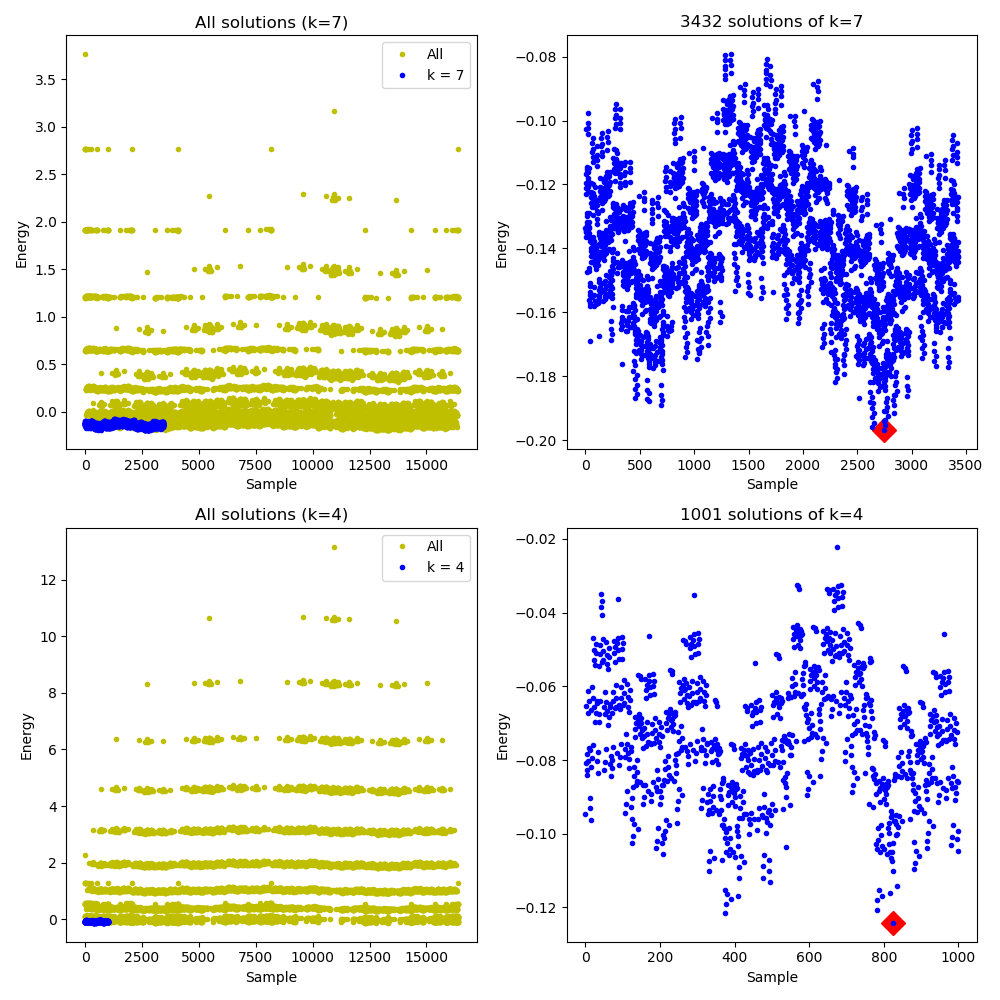 All solutions (k=7)
3.5
3.0
2.5
2.0
1.5
1.0
0.5
0.0
Energy
All
k = 7
0 2500 5000 7500 10000 12500 15000
Sample
3432 solutions of k=7
−0.08
−0.10
−0.12
−0.14
−0.16
−0.18
−0.20
Energy
0 500 1000 1500 2000 2500 3000 3500
Sample
All solutions (k=4)
12
10
8
6
4
2
0
Energy
All
k = 4
0 2500 5000 7500 10000 12500 15000
Sample
1001 solutions of k=4
−0.02
−0.04
−0.06
−0.08
−0.10
−0.12
Energy
0 200 400 600 800 1000
Sample